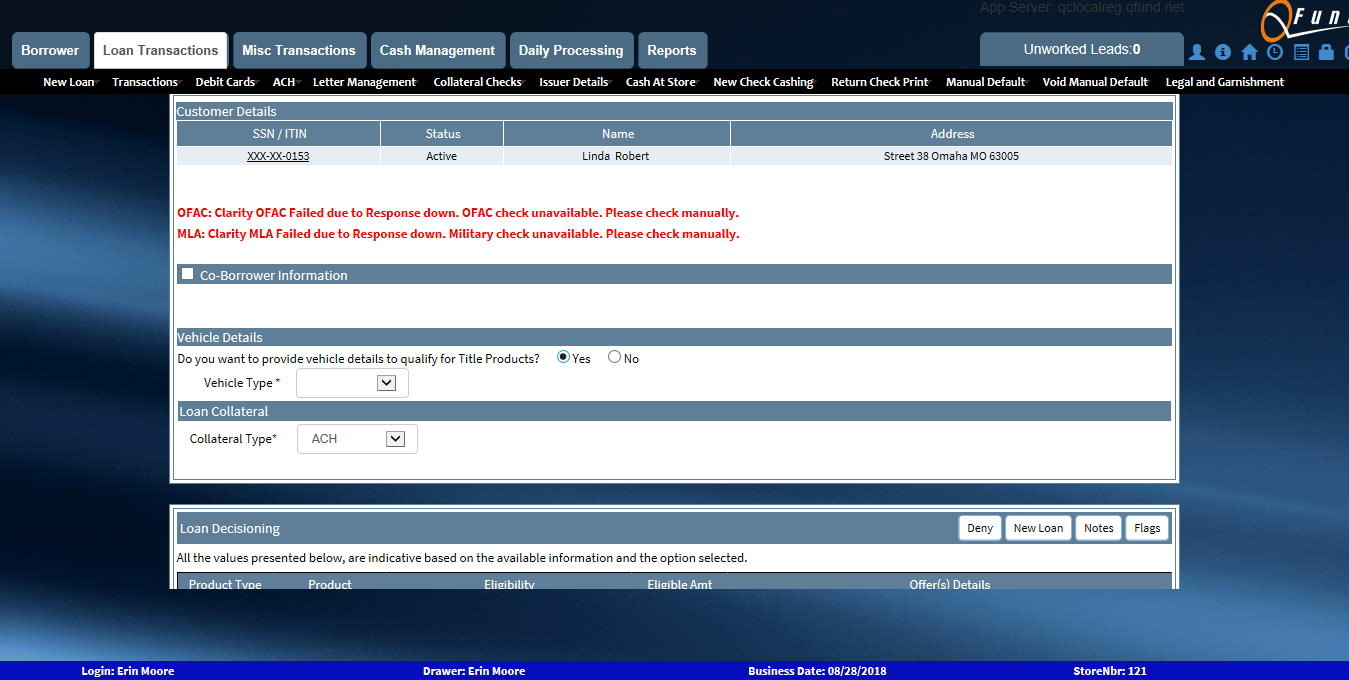 App Server: qclocalreg.qfund.net
QFun
Borrower Loan Transactions Misc Transactions Cash Management Daily Processing Reports Unworked Leads:0
New Loan Transactions Debit Cards ACH Letter Management Collateral Checks Issuer Details Cash At Store New Check Cashing Return Check Print Manual Default Void Manual Default Legal and Garnishment
Customer Details
SSN / ITIN Status Name Address
XXX-XX-0153 Active Linda Robert Street 38 Omaha MO 63005
OFAC: Clarity OFAC Failed due to Response down. OFAC check unavailable. Please check manually.
MLA: Clarity MLA Failed due to Response down. Military check unavailable. Please check manually.
Co-Borrower Information
Vehicle Details
Do you want to provide vehicle details to qualify for Title Products? Yes No
Vehicle Type *
Loan Collateral
Collateral Type* ACH
Loan Decisioning Deny New Loan Notes Flags
All the values presented below, are indicative based on the available information and the option selected.
Product Type Product Eligibility Eligible Amt Offer(s) Details
Login: Erin Moore Drawer: Erin Moore Business Date: 08/28/2018 StoreNbr: 121